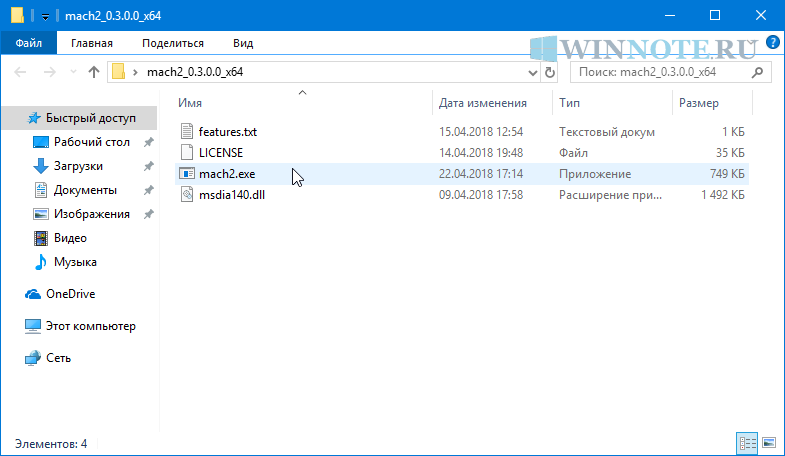 mach2_0.3.0.0_x64
Файл Главная Поделиться Вид
WINNOTE.RU
mach2_0.3.0.0_x64 Поиск: mach2_0.3.0.0_x64
Имя Дата изменения Тип Размер
Быстрый доступ
Рабочий стол
Загрузки
Документы
Изображения
Видео
Музыка
OneDrive
Этот компьютер
Сеть
features.txt 15.04.2018 12:54 Текстовый докум 1 КБ
LICENSE 14.04.2018 19:48 Файл 35 КБ
mach2.exe 22.04.2018 17:14 Приложение 749 КБ
msdia140.dll 09.04.2018 17:58 Расширение при... 1 492 КБ
Элементов: 4